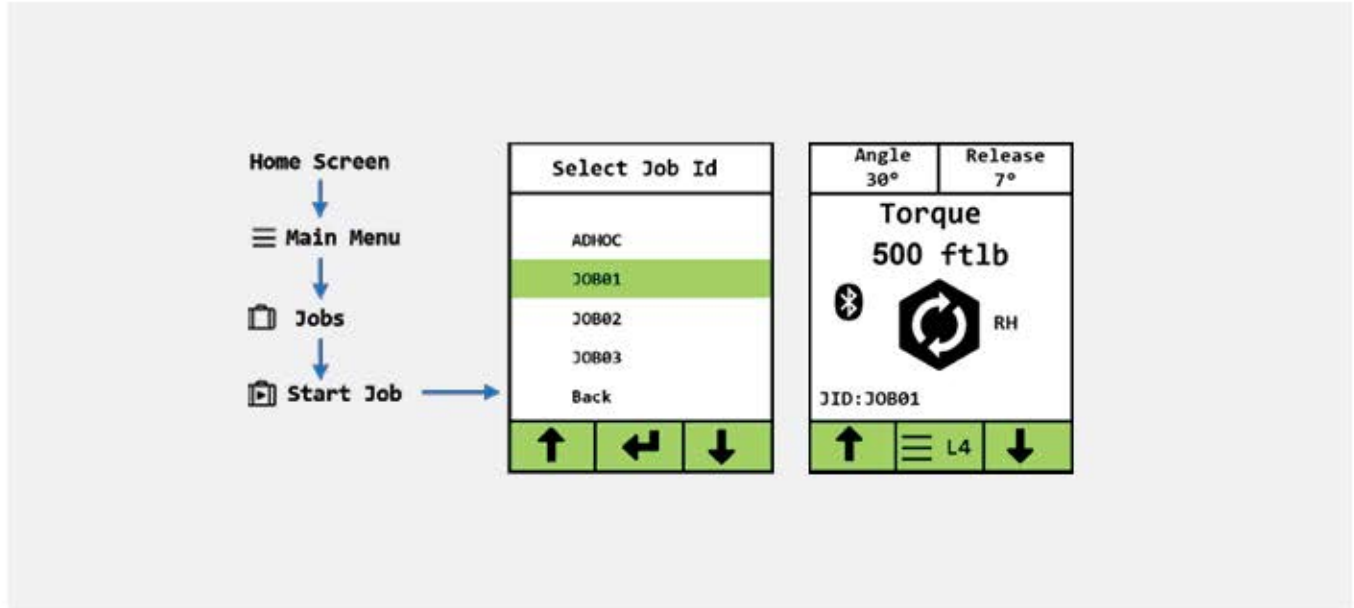 Home Screen
Main Menu
Jobs
Start Job
Select Job Id
ADHOC
JOB01
JOB02
JOB03
Back
Angle
30°
Release
7°
Torque
500 ftlb
RH
JID:JOB01
L4